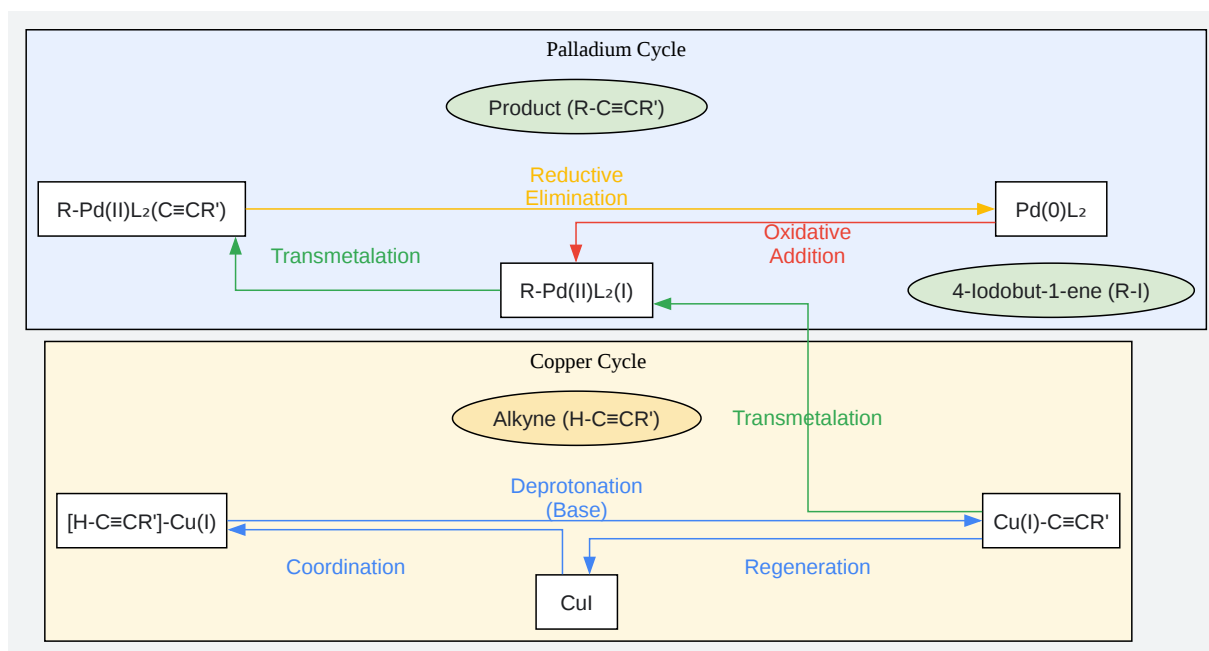 Palladium Cycle
Product (R-C≡CR')
Reductive
Elimination
R-Pd(II)L₂(C≡CR')
Pd(0)L₂
Oxidative
Addition
Transmetalation
R-Pd(II)L₂(I)
4-Iodobut-1-ene (R-I)
Copper Cycle
Alkyne (H-C≡CR')
Transmetalation
Deprotonation
(Base)
[H-C≡CR']-Cu(I)
Cu(I)-C≡CR'
Coordination
Regeneration
CuI